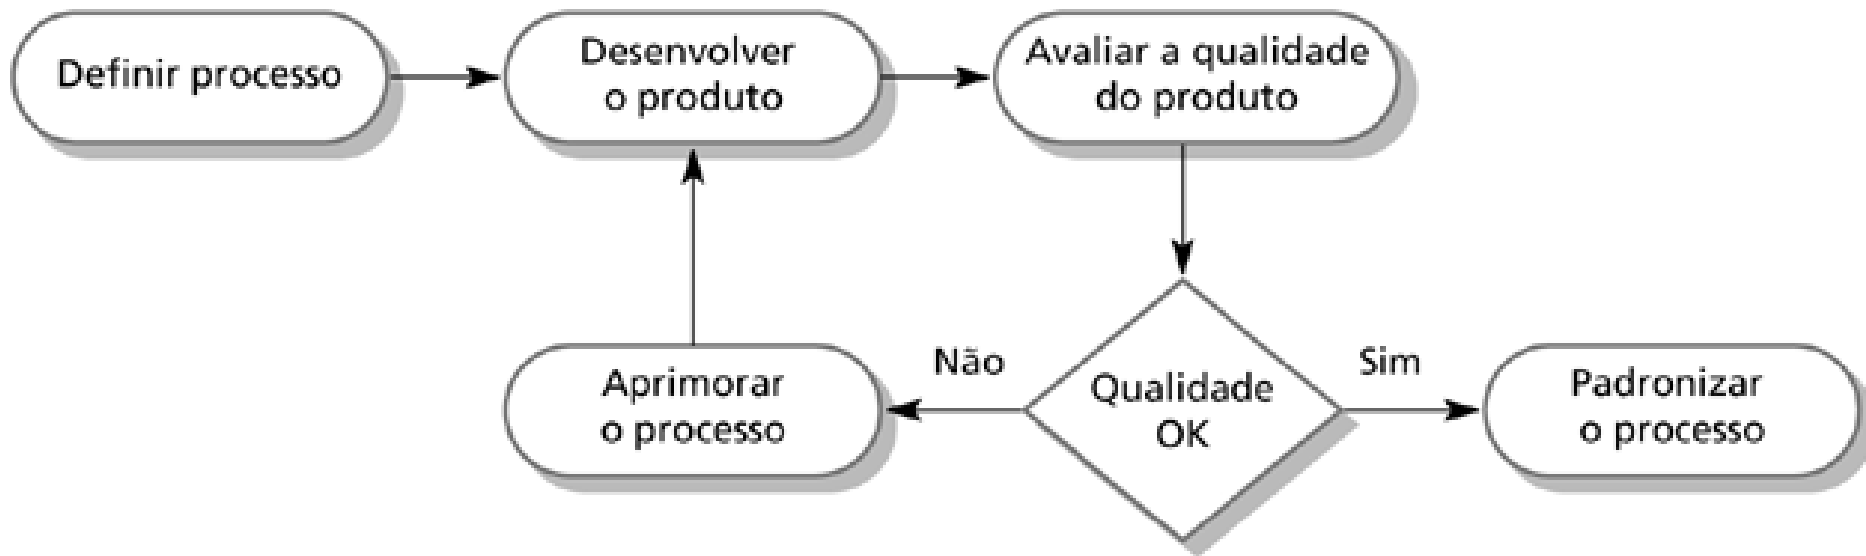 Definir processo
Desenvolver
o produto
Avaliar a qualidade
do produto
Aprimorar
o processo
Não
Qualidade
OK
Sim
Padronizar
o processo